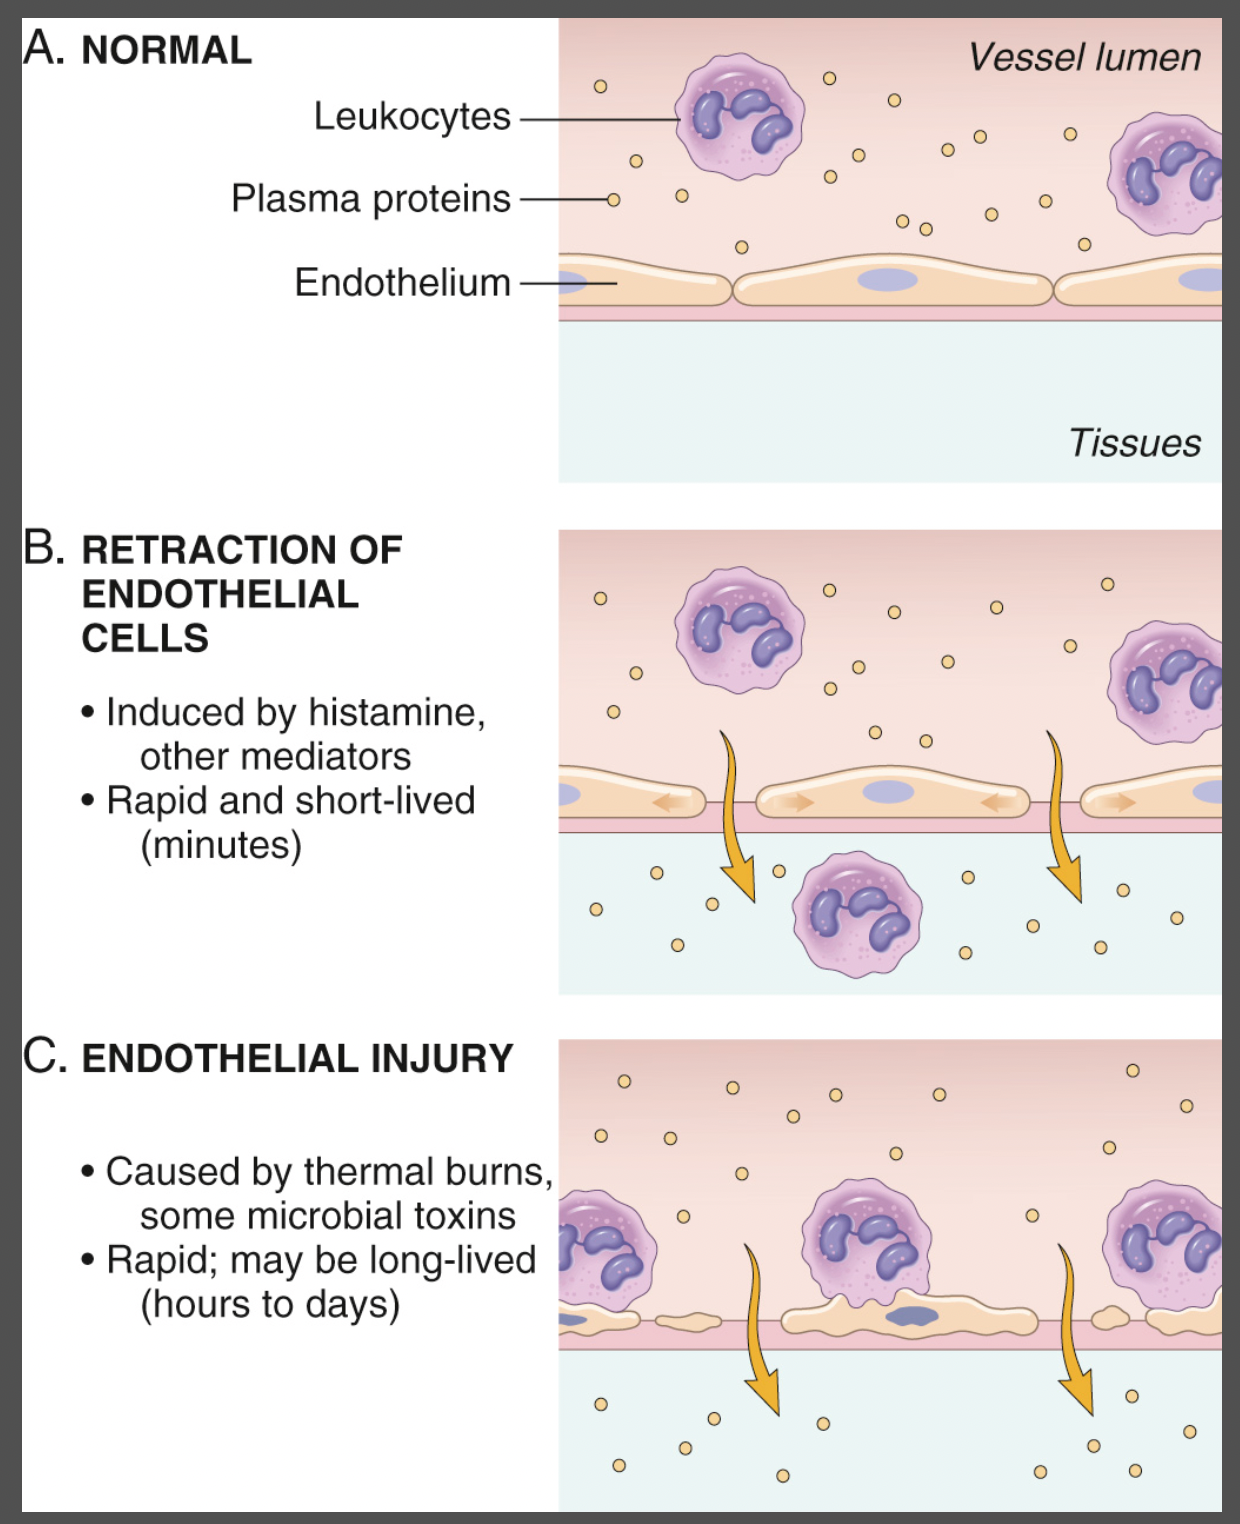 A. NORMAL
Vessel lumen
Leukocytes
Plasma proteins
Endothelium
Tissues
B. RETRACTION OF
ENDOTHELIAL
CELLS
• Induced by histamine,
other mediators
• Rapid and short-lived
(minutes)
C. ENDOTHELIAL INJURY
• Caused by thermal burns,
some microbial toxins
• Rapid; may be long-lived
(hours to days)